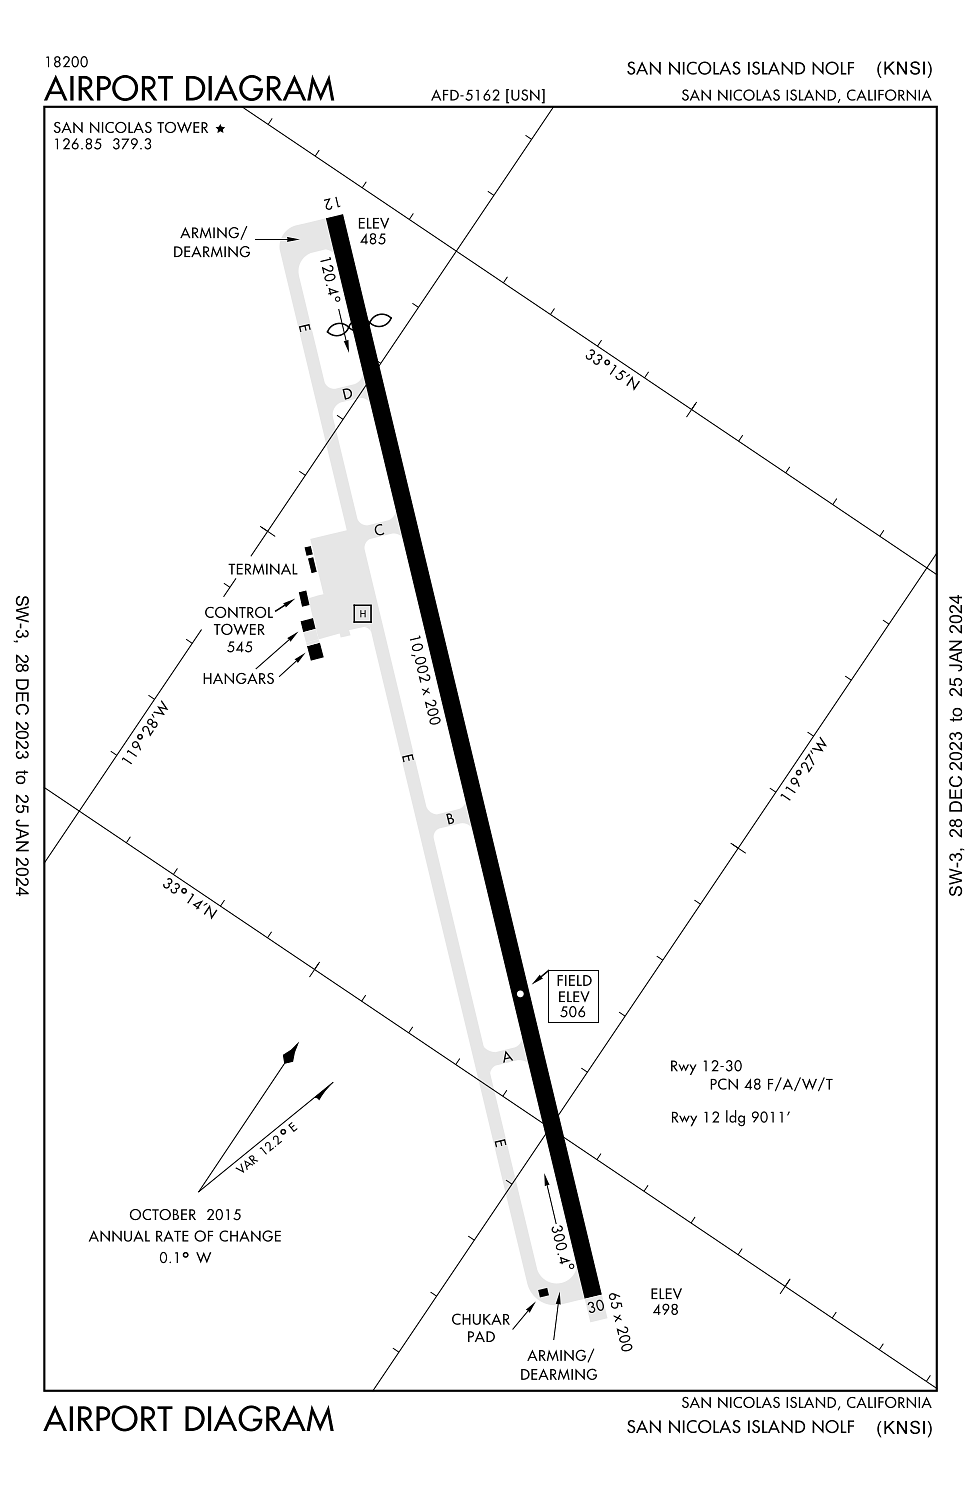 18200
AIRPORT DIAGRAM
AFD-5162 [USN]
SAN NICOLAS ISLAND NOLF (KNSI)
SAN NICOLAS ISLAND, CALIFORNIA
SAN NICOLAS TOWER ★
126.85 379.3
12
ELEV
485
ARMING/
DEARMING
120.4°
E
D
33°15'N
C
TERMINAL
CONTROL
TOWER
545
HANGARS
H
10,002 x 200
SW-3, 28 DEC 2023 to 25 JAN 2024
SW-3, 28 DEC 2023 to 25 JAN 2024
119°28'W
119°27'W
E
B
33°14'N
FIELD
ELEV
506
A
Rwy 12-30
PCN 48 F/A/W/T
Rwy 12 ldg 9011'
E
VAR 12.2° E
OCTOBER 2015
ANNUAL RATE OF CHANGE
0.1° W
300.4°
30
65 x 200
ELEV
498
CHUKAR
PAD
ARMING/
DEARMING
AIRPORT DIAGRAM
SAN NICOLAS ISLAND, CALIFORNIA
SAN NICOLAS ISLAND NOLF (KNSI)